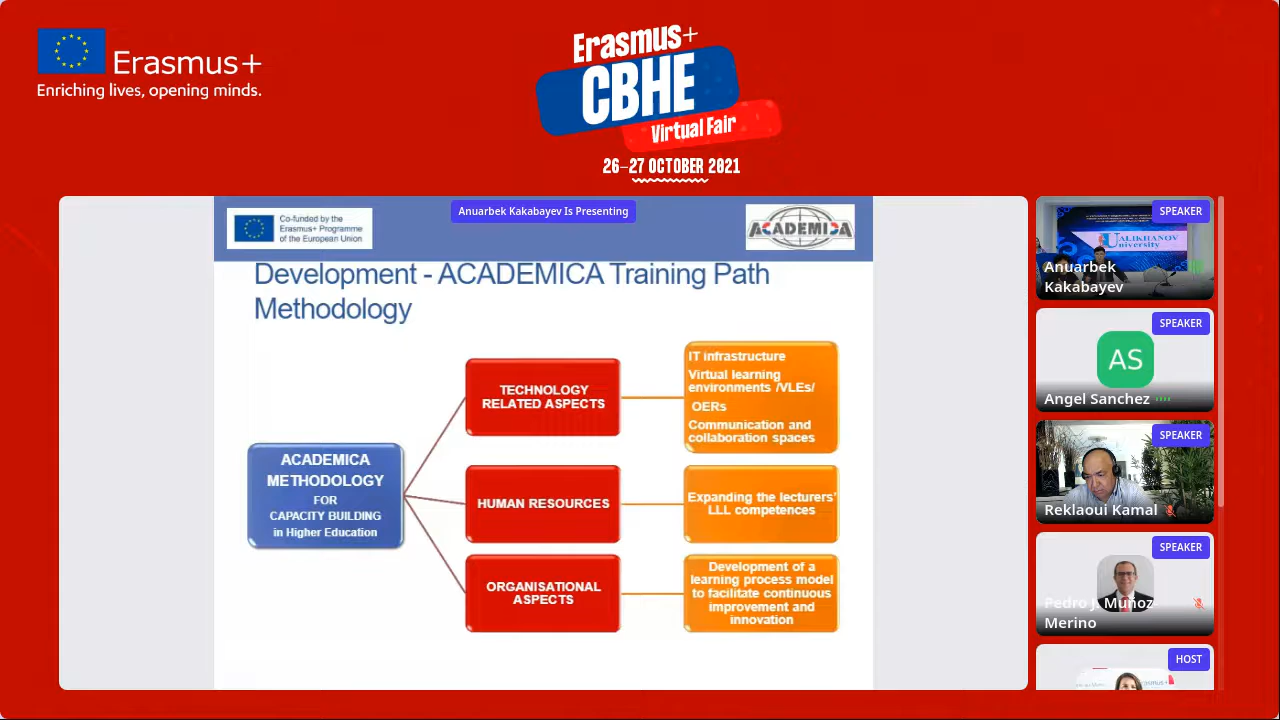 Erasmus+
Enriching lives, opening minds.
Erasmus+
CBHE
Virtual Fair
26–27 OCTOBER 2021
Co-funded by the
Erasmus+ Programme
of the European Union
Anuarbek Kakabayev Is Presenting
ACADEMICA
Development - ACADEMICA Training Path
Methodology
ACADEMICA
METHODOLOGY
FOR
CAPACITY BUILDING
in Higher Education
TECHNOLOGY
RELATED ASPECTS
IT infrastructure
Virtual learning
environments /VLEs/
OERs
Communication and
collaboration spaces
HUMAN RESOURCES
Expanding the lecturers'
LLL competences
ORGANISATIONAL
ASPECTS
Development of a
learning process model
to facilitate continuous
improvement and
innovation
SPEAKER
UALIKHANOV
University
Anuarbek
Kakabayev
SPEAKER
AS
Angel Sanchez
SPEAKER
Reklaoui Kamal
SPEAKER
Pedro J. Muñoz-
Merino
HOST